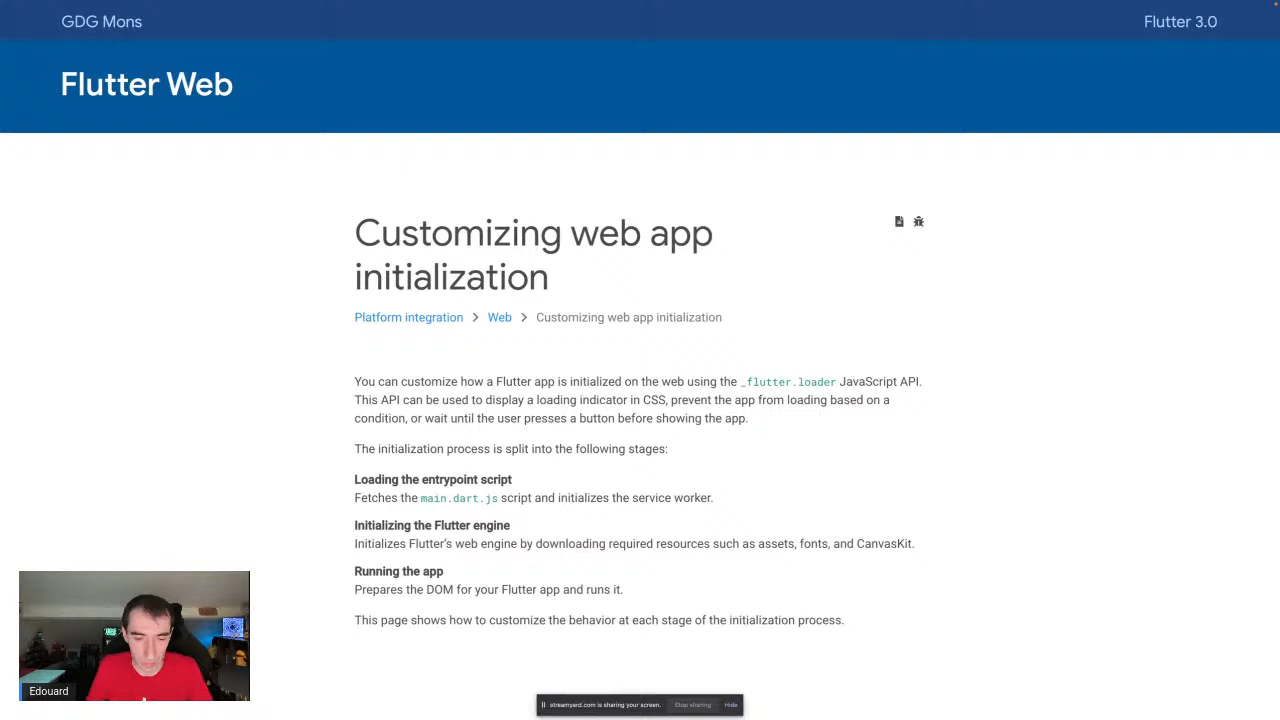 GDG Mons
Flutter 3.0
Flutter Web
Customizing web app
initialization
Platform integration > Web > Customizing web app initialization
You can customize how a Flutter app is initialized on the web using the _flutter.loader JavaScript API.
This API can be used to display a loading indicator in CSS, prevent the app from loading based on a
condition, or wait until the user presses a button before showing the app.
The initialization process is split into the following stages:
Loading the entrypoint script
Fetches the main.dart.js script and initializes the service worker.
Initializing the Flutter engine
Initializes Flutter's web engine by downloading required resources such as assets, fonts, and CanvasKit.
Running the app
Prepares the DOM for your Flutter app and runs it.
This page shows how to customize the behavior at each stage of the initialization process.
Edouard
streamyard.com is sharing your screen. Stop sharing Hide